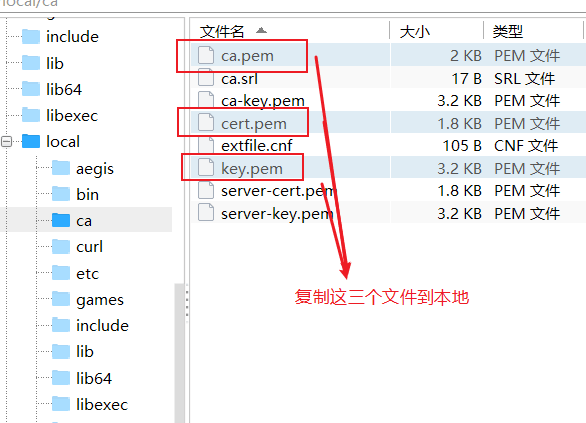 local/ca
include
lib
lib64
libexec
local
aegis
bin
ca
curl
etc
games
include
lib
lib64
libexec
文件名 大小 类型
ca.pem 2 KB PEM 文件
ca.srl 17 B SRL 文件
ca-key.pem 3.2 KB PEM 文件
cert.pem 1.8 KB PEM 文件
extfile.cnf 105 B CNF 文件
key.pem 3.2 KB PEM 文件
server-cert.pem 1.8 KB PEM 文件
server-key.pem 3.2 KB PEM 文件
复制这三个文件到本地